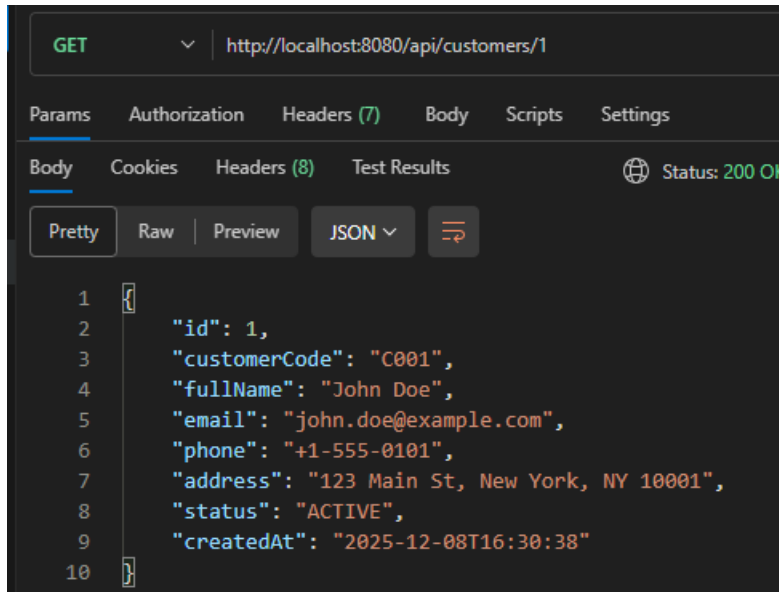 GET http://localhost:8080/api/customers/1
Params Authorization Headers (7) Body Scripts Settings
Body Cookies Headers (8) Test Results Status: 200 OK
Pretty Raw Preview JSON
1 {
2 "id": 1,
3 "customerCode": "C001",
4 "fullName": "John Doe",
5 "email": "john.doe@example.com",
6 "phone": "+1-555-0101",
7 "address": "123 Main St, New York, NY 10001",
8 "status": "ACTIVE",
9 "createdAt": "2025-12-08T16:30:38"
10 }